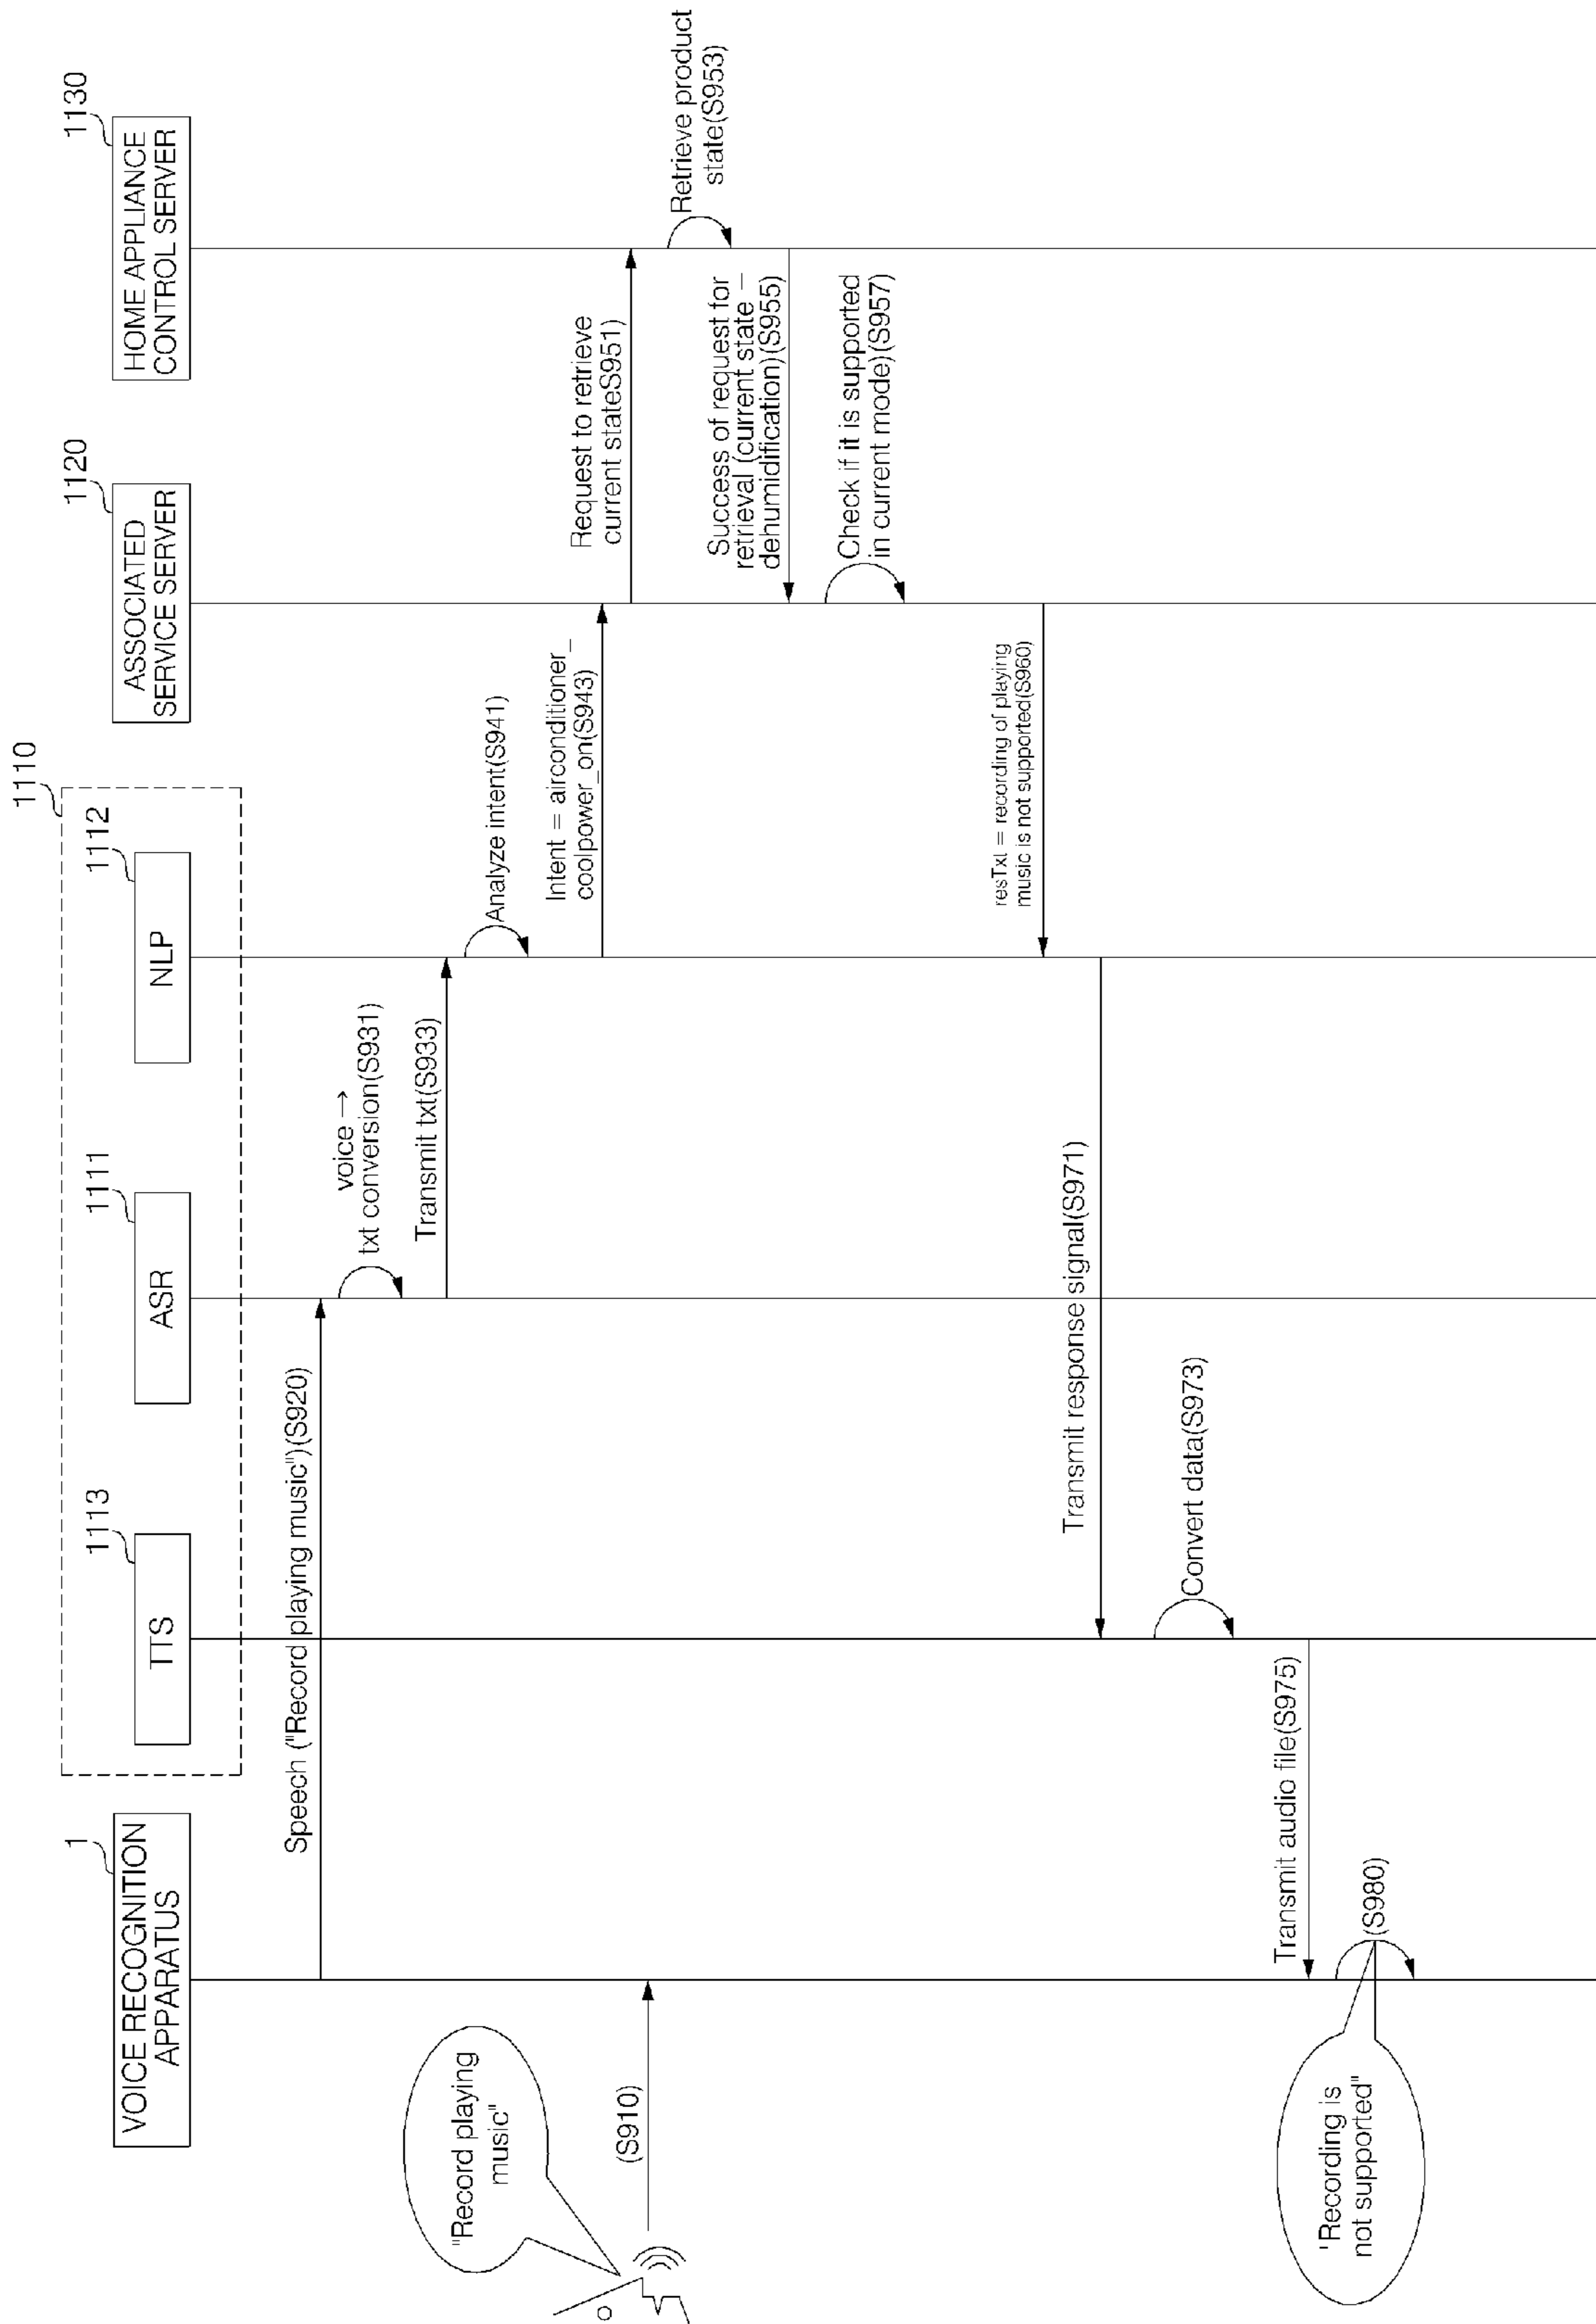 1110
1
1113
1111
1112
1120
1130
VOICE RECOGNITION
APPARATUS
TTS
ASR
NLP
ASSOCIATED
SERVICE SERVER
HOME APPLIANCE
CONTROL SERVER
Speech ("Record playing music")(S920)
voice →
txt conversion(S931)
Transmit txt(S933)
"Record playing
music"
Analyze intent(S941)
Intent = airconditioner_
coolpower_on(S943)
Request to retrieve
current stateS951)
(S910)
Retrieve product
state(S953)
Success of request for
retrieval (current state –
dehumidification)(S955)
Check if it is supported
in current mode)(S957)
resTxt = recording of playing
music is not supported(S960)
Transmit response signal(S971)
Convert data(S973)
Transmit audio file(S975)
(S980)
'Recording is
not supported"